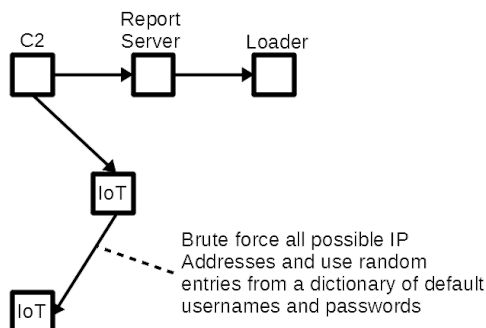 C2
Report
Server
Loader
IoT
Brute force all possible IP
Addresses and use random
entries from a dictionary of default
usernames and passwords
IoT